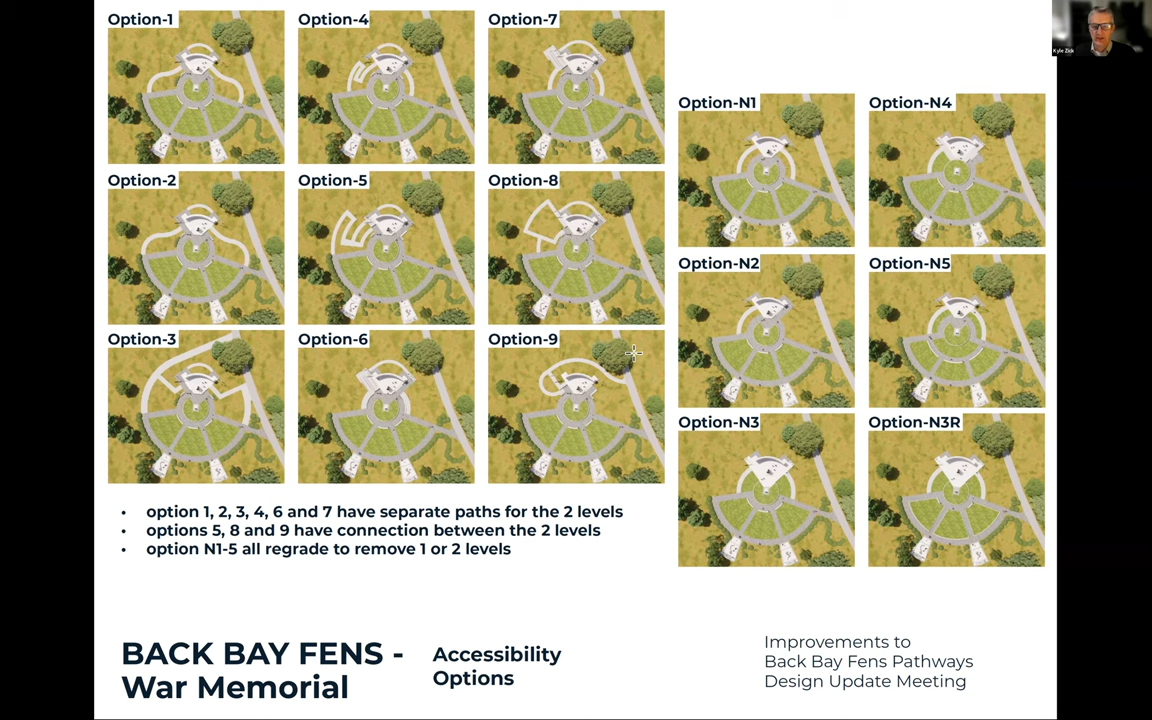 Option-1
Option-4
Option-7
Option-2
Option-5
Option-8
Option-3
Option-6
Option-9
Option-N1
Option-N4
Option-N2
Option-N5
Option-N3
Option-N3R
• option 1, 2, 3, 4, 6 and 7 have separate paths for the 2 levels
• options 5, 8 and 9 have connection between the 2 levels
• option N1-5 all regrade to remove 1 or 2 levels
BACK BAY FENS -
War Memorial
Accessibility
Options
Improvements to
Back Bay Fens Pathways
Design Update Meeting
Kyle Zick